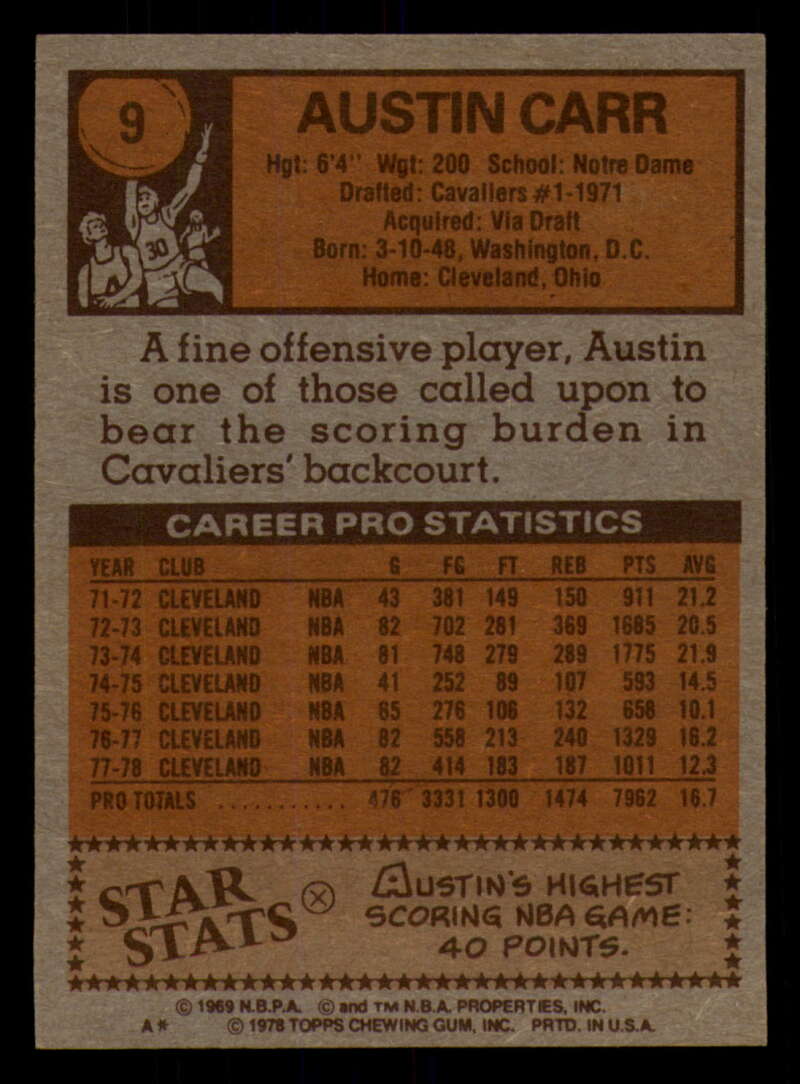 9
AUSTIN CARR
Hgt: 6'4" Wgt: 200 School: Notre Dame
Drafted: Cavaliers #1-1971
Acquired: Via Draft
Born: 3-10-48, Washington, D.C.
Home: Cleveland, Ohio
30
A fine offensive player, Austin
is one of those called upon to
bear the scoring burden in
Cavaliers' backcourt.
CAREER PRO STATISTICS
YEAR CLUB G FG FT REB PTS AVG
71-72 CLEVELAND NBA 43 381 149 150 911 21.2
72-73 CLEVELAND NBA 82 702 281 369 1685 20.5
73-74 CLEVELAND NBA 81 748 279 289 1775 21.9
74-75 CLEVELAND NBA 41 252 89 107 593 14.5
75-76 CLEVELAND NBA 65 276 106 132 658 10.1
76-77 CLEVELAND NBA 82 558 213 240 1329 16.2
77-78 CLEVELAND NBA 82 414 183 187 1011 12.3
PRO TOTALS ........... 476 3331 1300 1474 7962 16.7
STAR
STATS
AUSTIN'S HIGHEST
SCORING NBA GAME:
40 POINTS.
© 1969 N.B.P.A. © and TM N.B.A. PROPERTIES, INC.
A* © 1978 TOPPS CHEWING GUM, INC. PRTD. IN U.S.A.